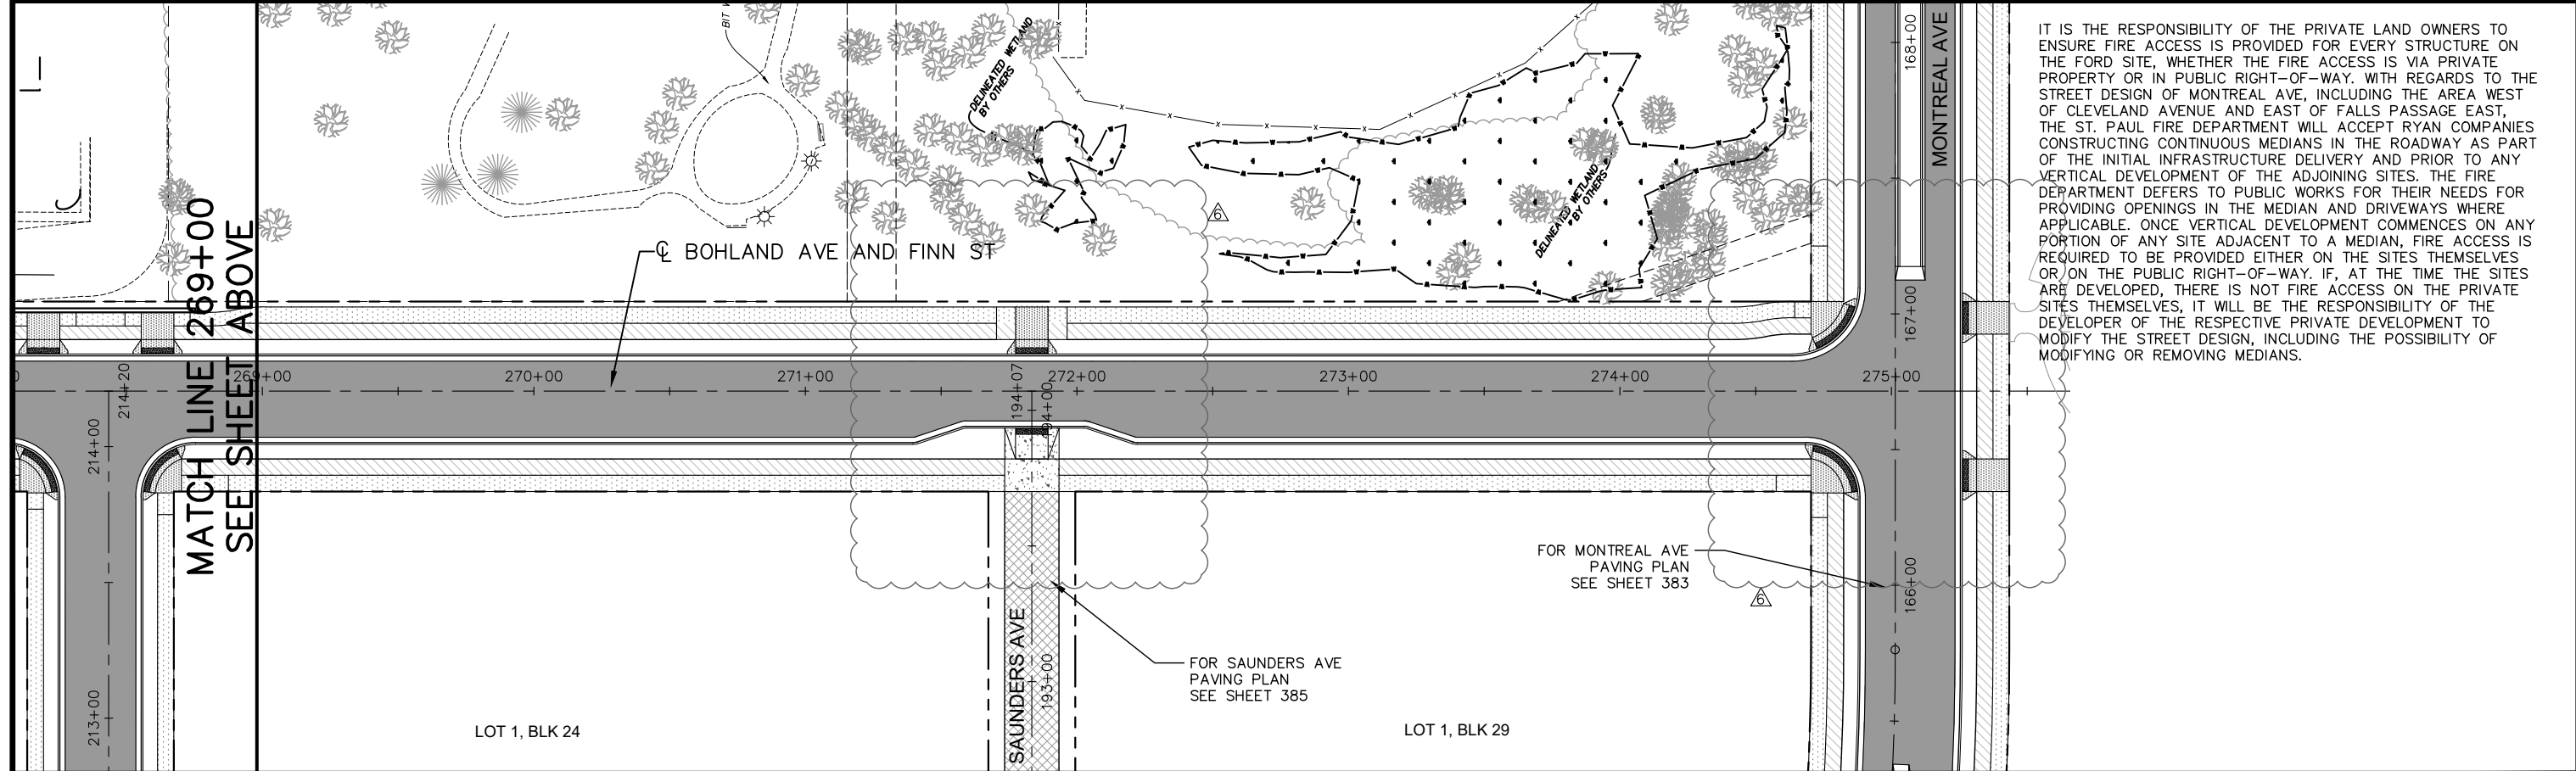 IT IS THE RESPONSIBILITY OF THE PRIVATE LAND OWNERS TO
ENSURE FIRE ACCESS IS PROVIDED FOR EVERY STRUCTURE ON
THE FORD SITE, WHETHER THE FIRE ACCESS IS VIA PRIVATE
PROPERTY OR IN PUBLIC RIGHT-OF-WAY. WITH REGARDS TO THE
STREET DESIGN OF MONTREAL AVE, INCLUDING THE AREA WEST
OF CLEVELAND AVENUE AND EAST OF FALLS PASSAGE EAST,
THE ST. PAUL FIRE DEPARTMENT WILL ACCEPT RYAN COMPANIES
CONSTRUCTING CONTINUOUS MEDIANS IN THE ROADWAY AS PART
OF THE INITIAL INFRASTRUCTURE DELIVERY AND PRIOR TO ANY
VERTICAL DEVELOPMENT OF THE ADJOINING SITES. THE FIRE
DEPARTMENT DEFERS TO PUBLIC WORKS FOR THEIR NEEDS FOR
PROVIDING OPENINGS IN THE MEDIAN AND DRIVEWAYS WHERE
APPLICABLE. ONCE VERTICAL DEVELOPMENT COMMENCES ON ANY
PORTION OF ANY SITE ADJACENT TO A MEDIAN, FIRE ACCESS IS
REQUIRED TO BE PROVIDED EITHER ON THE SITES THEMSELVES
OR ON THE PUBLIC RIGHT-OF-WAY. IF, AT THE TIME THE SITES
ARE DEVELOPED, THERE IS NOT FIRE ACCESS ON THE PRIVATE
SITES THEMSELVES, IT WILL BE THE RESPONSIBILITY OF THE
DEVELOPER OF THE RESPECTIVE PRIVATE DEVELOPMENT TO
MODIFY THE STREET DESIGN, INCLUDING THE POSSIBILITY OF
MODIFYING OR REMOVING MEDIANS.
BIT
DELINEATED WETLAND
BY OTHERS
DELINEATED WETLAND
BY OTHERS
MONTREAL AVE
168+00
167+00
166+00
6
℄ BOHLAND AVE AND FINN ST
MATCH LINE 269+00
SEE SHEET ABOVE
0
269+00
270+00
271+00
272+00
273+00
274+00
275+00
214+20
214+00
213+00
194+07
194+00
193+00
SAUNDERS AVE
FOR MONTREAL AVE
PAVING PLAN
SEE SHEET 383
6
FOR SAUNDERS AVE
PAVING PLAN
SEE SHEET 385
LOT 1, BLK 24
LOT 1, BLK 29